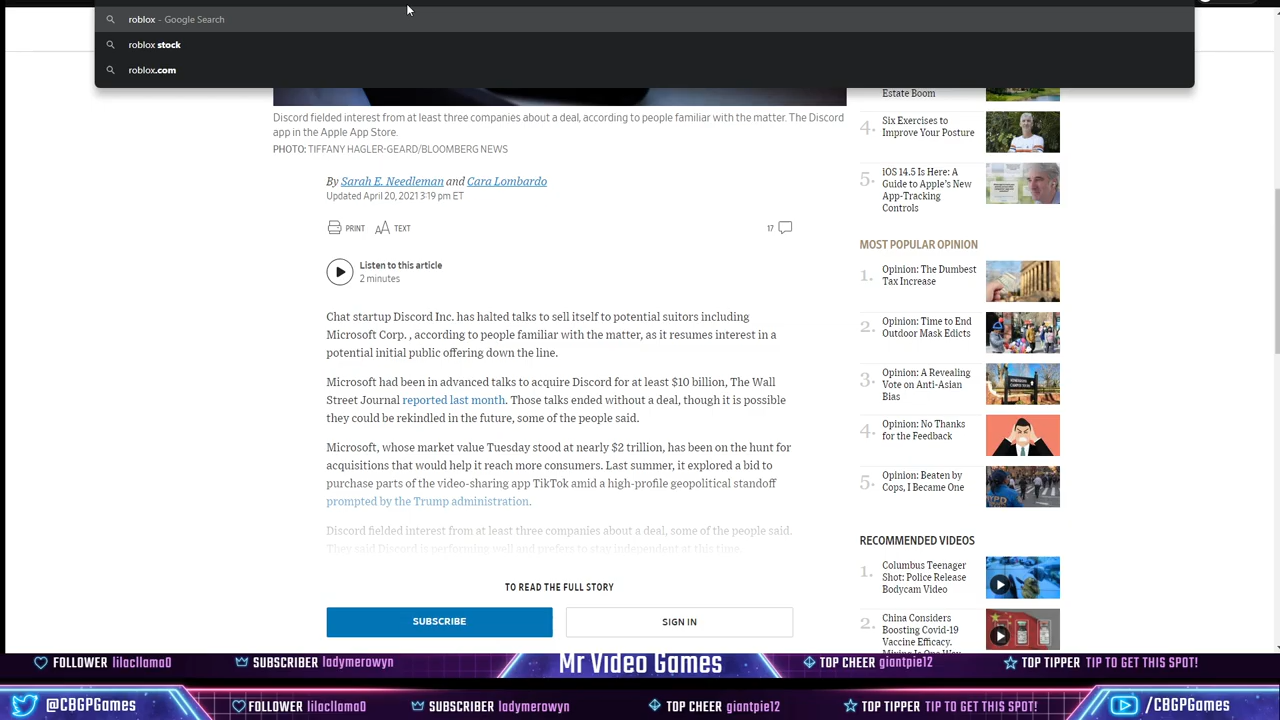 roblox – Google Search
roblox stock
roblox.com
Discord fielded interest from at least three companies about a deal, according to people familiar with the matter. The Discord
app in the Apple App Store.
PHOTO: TIFFANY HAGLER-GEARD/BLOOMBERG NEWS
By Sarah E. Needleman and Cara Lombardo
Updated April 20, 2021 3:19 pm ET
PRINT
TEXT
17
Listen to this article
2 minutes
Chat startup Discord Inc. has halted talks to sell itself to potential suitors including
Microsoft Corp. , according to people familiar with the matter, as it resumes interest in a
potential initial public offering down the line.
Microsoft had been in advanced talks to acquire Discord for at least $10 billion, The Wall
Street Journal reported last month. Those talks ended without a deal, though it is possible
they could be rekindled in the future, some of the people said.
Microsoft, whose market value Tuesday stood at nearly $2 trillion, has been on the hunt for
acquisitions that would help it reach more consumers. Last summer, it explored a bid to
purchase parts of the video-sharing app TikTok amid a high-profile geopolitical standoff
prompted by the Trump administration.
Discord fielded interest from at least three companies about a deal, some of the people said.
They said Discord is performing well and prefers to stay independent at this time.
TO READ THE FULL STORY
SUBSCRIBE
SIGN IN
Estate Boom
4.
Six Exercises to
Improve Your Posture
5.
iOS 14.5 Is Here: A
Guide to Apple's New
App-Tracking
Controls
MOST POPULAR OPINION
1.
Opinion: The Dumbest
Tax Increase
2.
Opinion: Time to End
Outdoor Mask Edicts
3.
Opinion: A Revealing
Vote on Anti-Asian
Bias
4.
Opinion: No Thanks
for the Feedback
5.
Opinion: Beaten by
Cops, I Became One
RECOMMENDED VIDEOS
1.
Columbus Teenager
Shot: Police Release
Bodycam Video
2.
China Considers
Boosting Covid-19
Vaccine Efficacy.
FOLLOWER lilacllama0
SUBSCRIBER ladymerowyn
Mr Video Games
TOP CHEER giantpie12
TOP TIPPER TIP TO GET THIS SPOT!
@CBGPGames
FOLLOWER lilacllama0
SUBSCRIBER ladymerowyn
TOP CHEER giantpie12
TOP TIPPER TIP TO GET THIS SPOT!
/CBGPGames